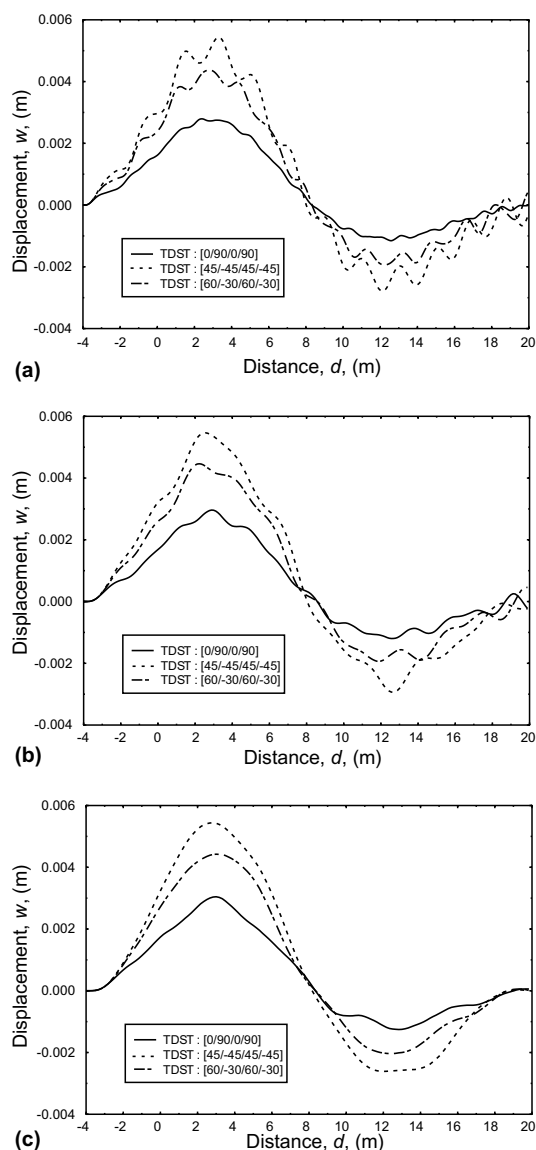 0.006
0.004
0.002
0.000
-0.002
-0.004
Displacement, w, (m)
TDST : [0/90/0/90]
TDST : [45/-45/45/-45]
TDST : [60/-30/60/-30]
-4 -2 0 2 4 6 8 10 12 14 16 18 20
Distance, d, (m)
(a)
0.006
0.004
0.002
0.000
-0.002
-0.004
Displacement, w, (m)
TDST : [0/90/0/90]
TDST : [45/-45/45/-45]
TDST : [60/-30/60/-30]
-4 -2 0 2 4 6 8 10 12 14 16 18 20
Distance, d, (m)
(b)
0.006
0.004
0.002
0.000
-0.002
-0.004
Displacement, w, (m)
TDST : [0/90/0/90]
TDST : [45/-45/45/-45]
TDST : [60/-30/60/-30]
-4 -2 0 2 4 6 8 10 12 14 16 18 20
Distance, d, (m)
(c)